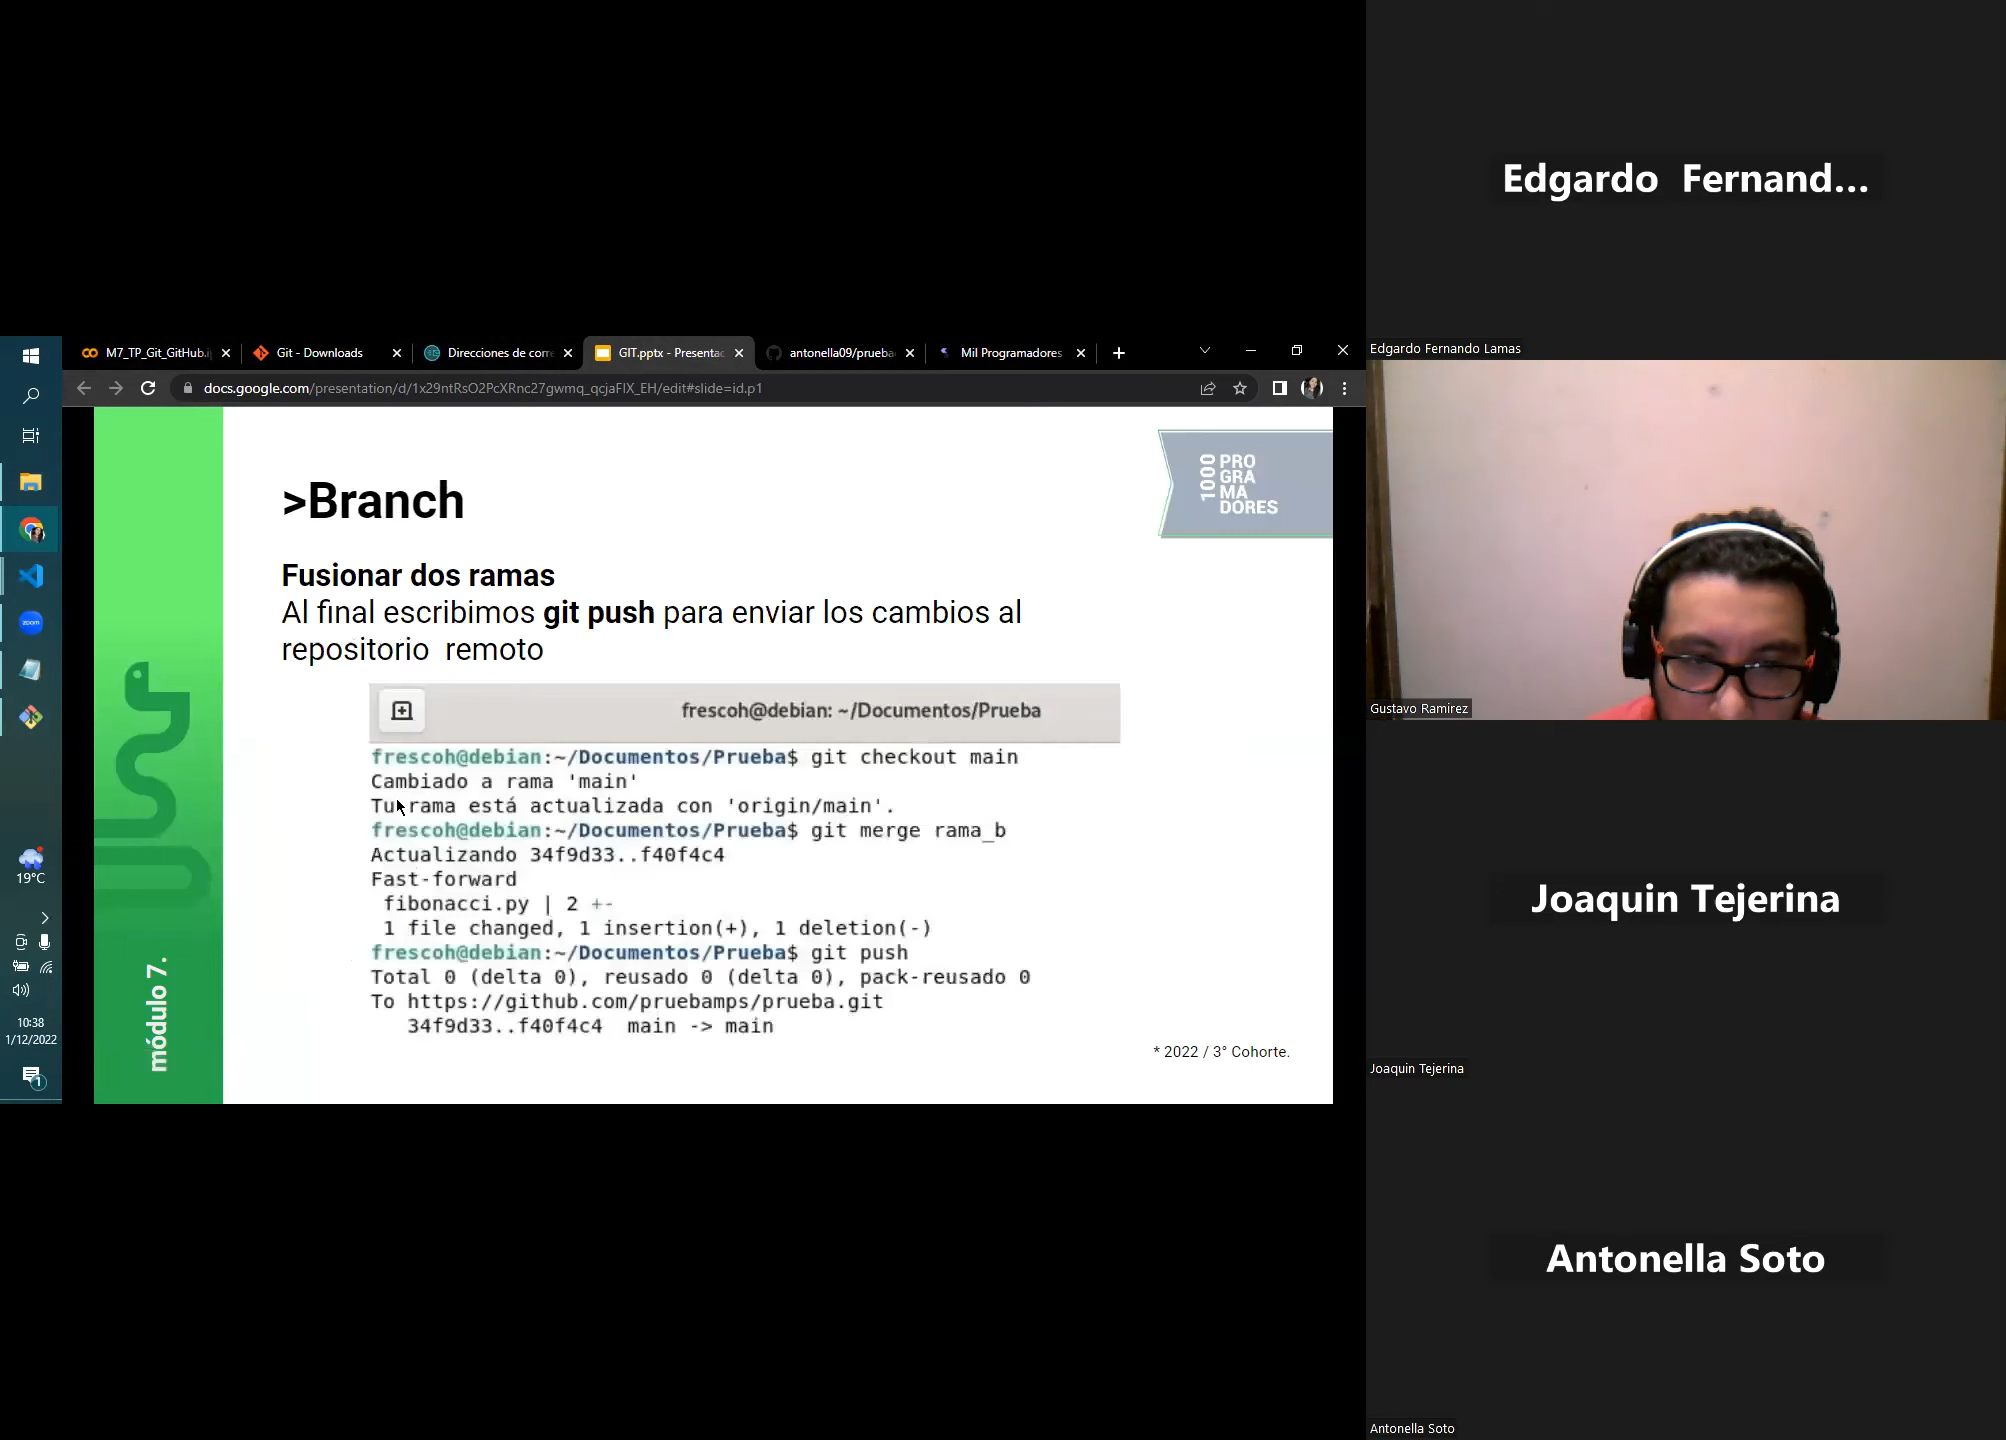 M7_TP_Git_GitHub.i
Git - Downloads
Direcciones de corre
GIT.pptx - Presentac
antonella09/prueba
Mil Programadores
docs.google.com/presentation/d/1x29ntRsO2PcXRnc27gwmq_qcjaFIX_EH/edit#slide=id.p1
1000
PRO
GRA
MA
DORES
>Branch
Fusionar dos ramas
Al final escribimos git push para enviar los cambios al
repositorio remoto
frescoh@debian: ~/Documentos/Prueba
frescoh@debian:~/Documentos/Prueba$ git checkout main
Cambiado a rama 'main'
Tu rama está actualizada con 'origin/main'.
frescoh@debian:~/Documentos/Prueba$ git merge rama_b
Actualizando 34f9d33..f40f4c4
Fast-forward
fibonacci.py | 2 +-
1 file changed, 1 insertion(+), 1 deletion(-)
frescoh@debian:~/Documentos/Prueba$ git push
Total 0 (delta 0), reusado 0 (delta 0), pack-reusado 0
To https://github.com/pruebamps/prueba.git
34f9d33..f40f4c4 main -> main
* 2022 / 3° Cohorte.
módulo 7.
zoom
19°C
10:38
1/12/2022
1
Edgardo Fernand...
Edgardo Fernando Lamas
Gustavo Ramirez
Joaquin Tejerina
Joaquin Tejerina
Antonella Soto
Antonella Soto